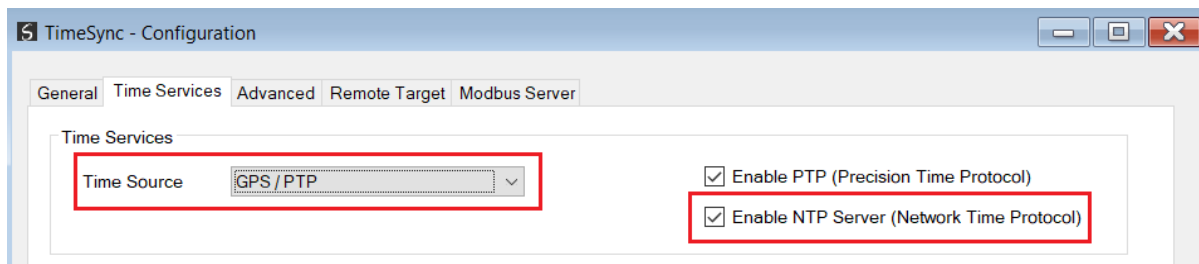 TimeSync - Configuration
General Time Services Advanced Remote Target Modbus Server
Time Services
Time Source GPS / PTP Enable PTP (Precision Time Protocol)
Enable NTP Server (Network Time Protocol)